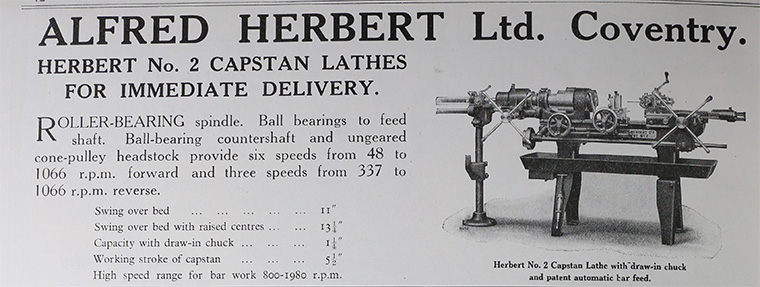 ALFRED HERBERT Ltd. Coventry.
HERBERT No. 2 CAPSTAN LATHES
FOR IMMEDIATE DELIVERY.
ROLLER-BEARING spindle. Ball bearings to feed
shaft. Ball-bearing countershaft and ungeared
cone-pulley headstock provide six speeds from 48 to
1066 r.p.m. forward and three speeds from 337 to
1066 r.p.m. reverse.
Swing over bed ... ... ... ... ... 11"
Swing over bed with raised centres ... ... 13¼"
Capacity with draw-in chuck ... ... 1¼"
Working stroke of capstan ... ... 5½"
High speed range for bar work 800-1980 r.p.m.
Herbert No. 2 Capstan Lathe with draw-in chuck
and patent automatic bar feed.